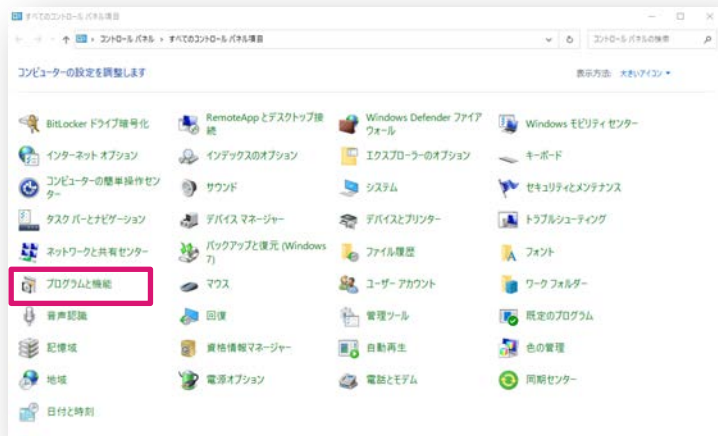 すべてのコントロール パネル項目
コントロール パネル › すべてのコントロール パネル項目
コントロール パネルの検索
コンピューターの設定を調整します
表示方法: 大きいアイコン
BitLocker ドライブ暗号化
RemoteApp とデスクトップ接
続
Windows Defender ファイア
ウォール
Windows モビリティ センター
インターネット オプション
インデックスのオプション
エクスプローラーのオプション
キーボード
コンピューターの簡単操作セン
ター
サウンド
システム
セキュリティとメンテナンス
タスク バーとナビゲーション
デバイス マネージャー
デバイスとプリンター
トラブルシューティング
ネットワークと共有センター
バックアップと復元 (Windows
7)
ファイル履歴
フォント
プログラムと機能
マウス
ユーザー アカウント
ワーク フォルダー
音声認識
回復
管理ツール
既定のプログラム
記憶域
資格情報マネージャー
自動再生
色の管理
地域
電源オプション
電話とモデム
同期センター
日付と時刻